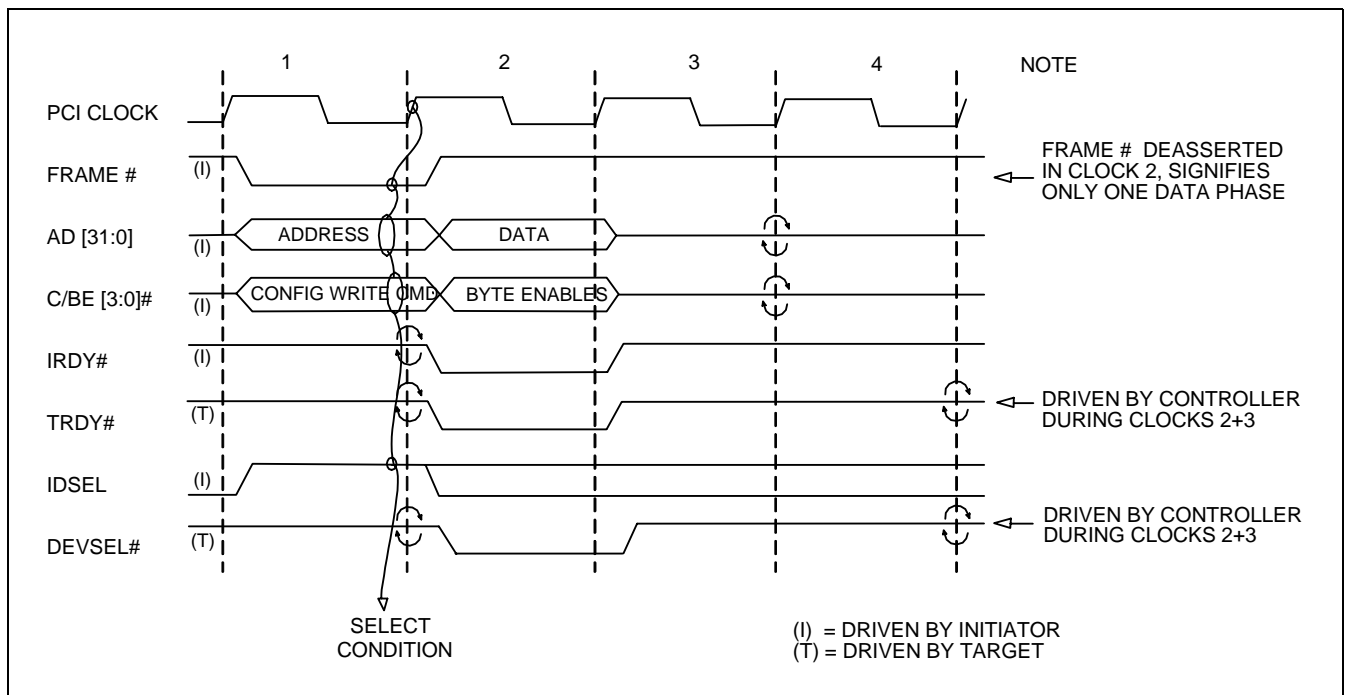 1 2 3 4 NOTE
PCI CLOCK
FRAME # (I)
FRAME # DEASSERTED
IN CLOCK 2, SIGNIFIES
ONLY ONE DATA PHASE
AD [31:0] (I) ADDRESS DATA
C/BE [3:0]# (I) CONFIG WRITE CMD BYTE ENABLES
IRDY# (I)
TRDY# (T)
DRIVEN BY CONTROLLER
DURING CLOCKS 2+3
IDSEL (I)
DEVSEL# (T)
DRIVEN BY CONTROLLER
DURING CLOCKS 2+3
SELECT
CONDITION
(I) = DRIVEN BY INITIATOR
(T) = DRIVEN BY TARGET